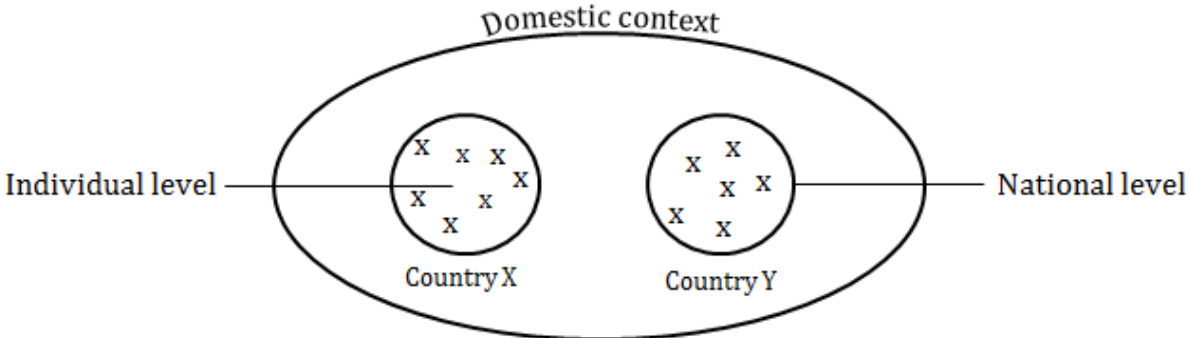 Domestic context
x x x x x x x
x x x x x x
Individual level
National level
Country X
Country Y